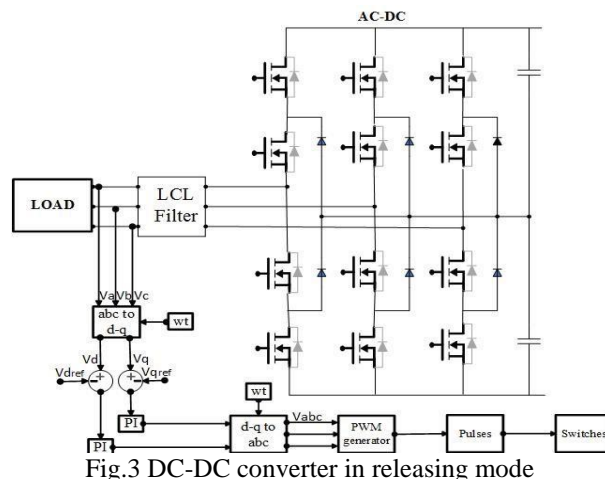 AC-DC
LOAD
LCL
Filter
Va Vb Vc
abc to
d-q
wt
Vd
Vq
Vdref
+
-
+
-
Vqref
wt
PI
PI
d-q to
abc
Vabc
PWM
generator
Pulses
Switches
Fig.3 DC-DC converter in releasing mode